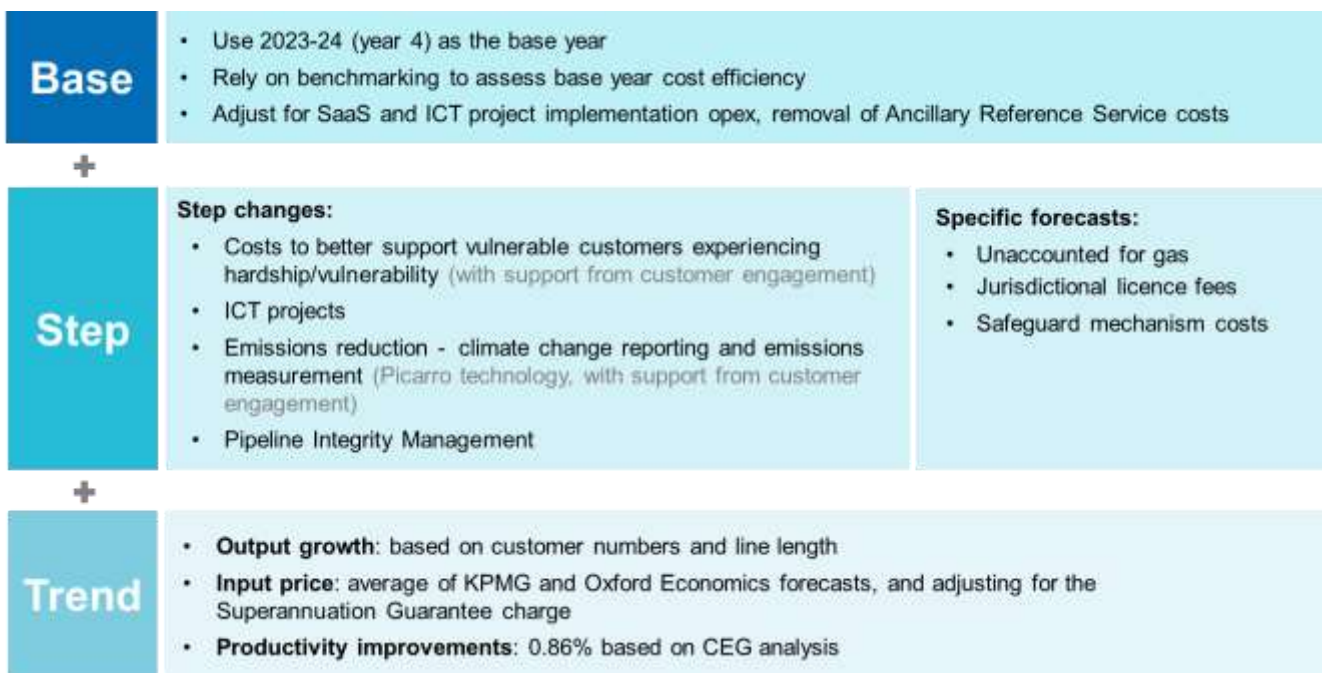 Base
• Use 2023-24 (year 4) as the base year
• Rely on benchmarking to assess base year cost efficiency
• Adjust for SaaS and ICT project implementation opex, removal of Ancillary Reference Service costs
+
Step
Step changes:
• Costs to better support vulnerable customers experiencing
hardship/vulnerability (with support from customer engagement)
• ICT projects
• Emissions reduction - climate change reporting and emissions
measurement (Picarro technology, with support from customer
engagement)
• Pipeline Integrity Management
Specific forecasts:
• Unaccounted for gas
• Jurisdictional licence fees
• Safeguard mechanism costs
+
Trend
• Output growth: based on customer numbers and line length
• Input price: average of KPMG and Oxford Economics forecasts, and adjusting for the
Superannuation Guarantee charge
• Productivity improvements: 0.86% based on CEG analysis